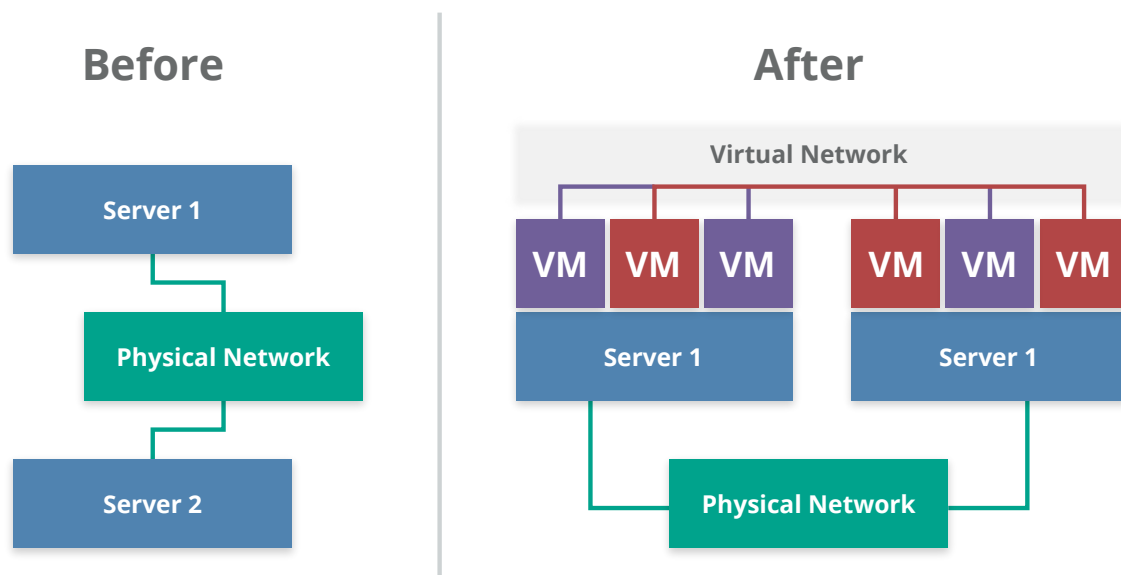 Before
Server 1
Physical Network
Server 2
After
Virtual Network
VM VM VM VM VM VM
Server 1 Server 1
Physical Network